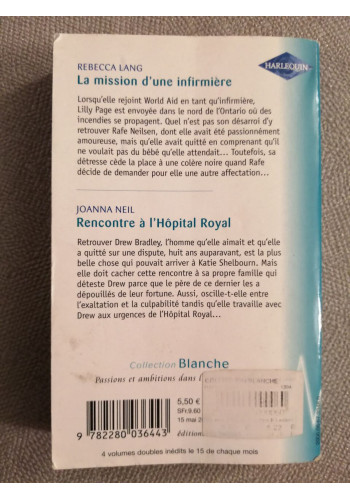 REBECCA LANG
HARLEQUIN
La mission d'une infirmière
Lorsqu'elle rejoint World Aid en tant qu'infirmière,
Lilly Page est envoyée dans le nord de l'Ontario où des
incendies se propagent. Quel n'est pas son désarroi d'y
retrouver Rafe Neilsen, dont elle avait été passionnément
amoureuse, mais qu'elle avait quitté en comprenant qu'il
ne voulait pas du bébé qu'elle attendait... Toutefois, sa
détresse cède la place à une colère noire quand Rafe
décide de demander pour elle une autre affectation...
JOANNA NEIL
Rencontre à l'Hôpital Royal
Retrouver Drew Bradley, l'homme qu'elle aimait et qu'elle
a quitté sur une dispute, huit ans auparavant, est la plus
belle chose qui pouvait arriver à Katie Shelbourn. Mais
elle doit cacher cette rencontre à sa propre famille qui
déteste Drew parce que le père de ce dernier les a
dépouillés de leur fortune. Aussi, oscille-t-elle entre
l'exaltation et la culpabilité tandis qu'elle travaille avec
Drew aux urgences de l'Hôpital Royal...
Collection Blanche
Passions et ambitions dans l
5,50 €
SFr.9.60
15 mai 2
éditions
9 782280 036443
4 volumes doubles inédits le 15 de chaque mois